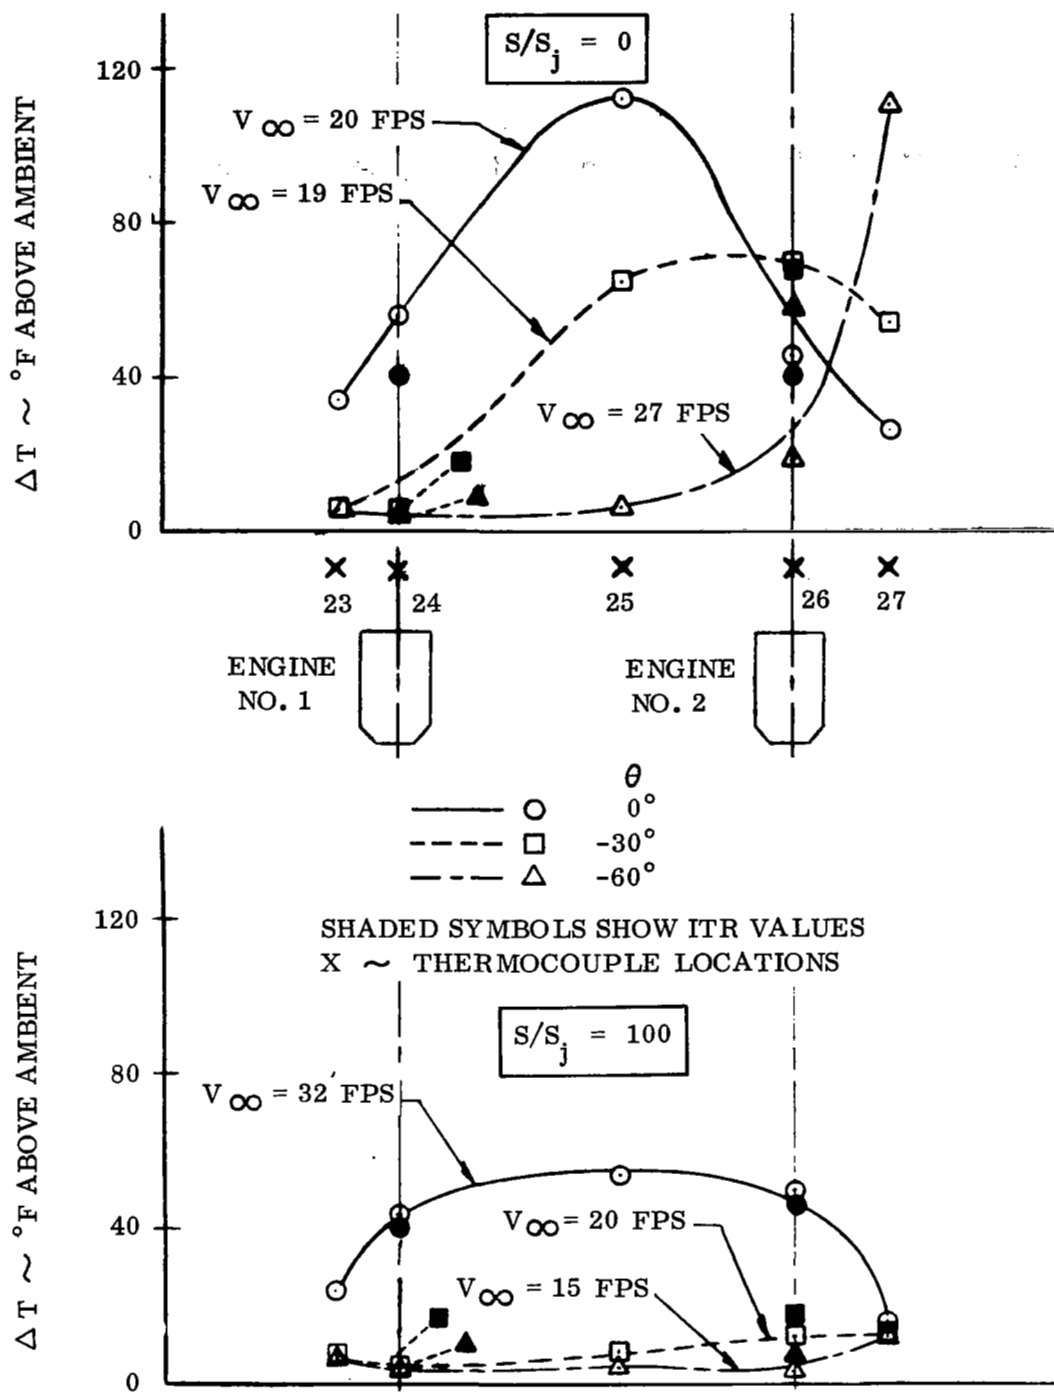 S/Sj = 0
120
V∞ = 20 FPS
V∞ = 19 FPS
80
40
V∞ = 27 FPS
0
ΔT ~ °F ABOVE AMBIENT
23 24 25 26 27
ENGINE
NO. 1
ENGINE
NO. 2
θ
0°
-30°
-60°
SHADED SYMBOLS SHOW ITR VALUES
X ~ THERMOCOUPLE LOCATIONS
120
S/Sj = 100
80
V∞ = 32 FPS
40
V∞ = 20 FPS
V∞ = 15 FPS
0
ΔT ~ °F ABOVE AMBIENT